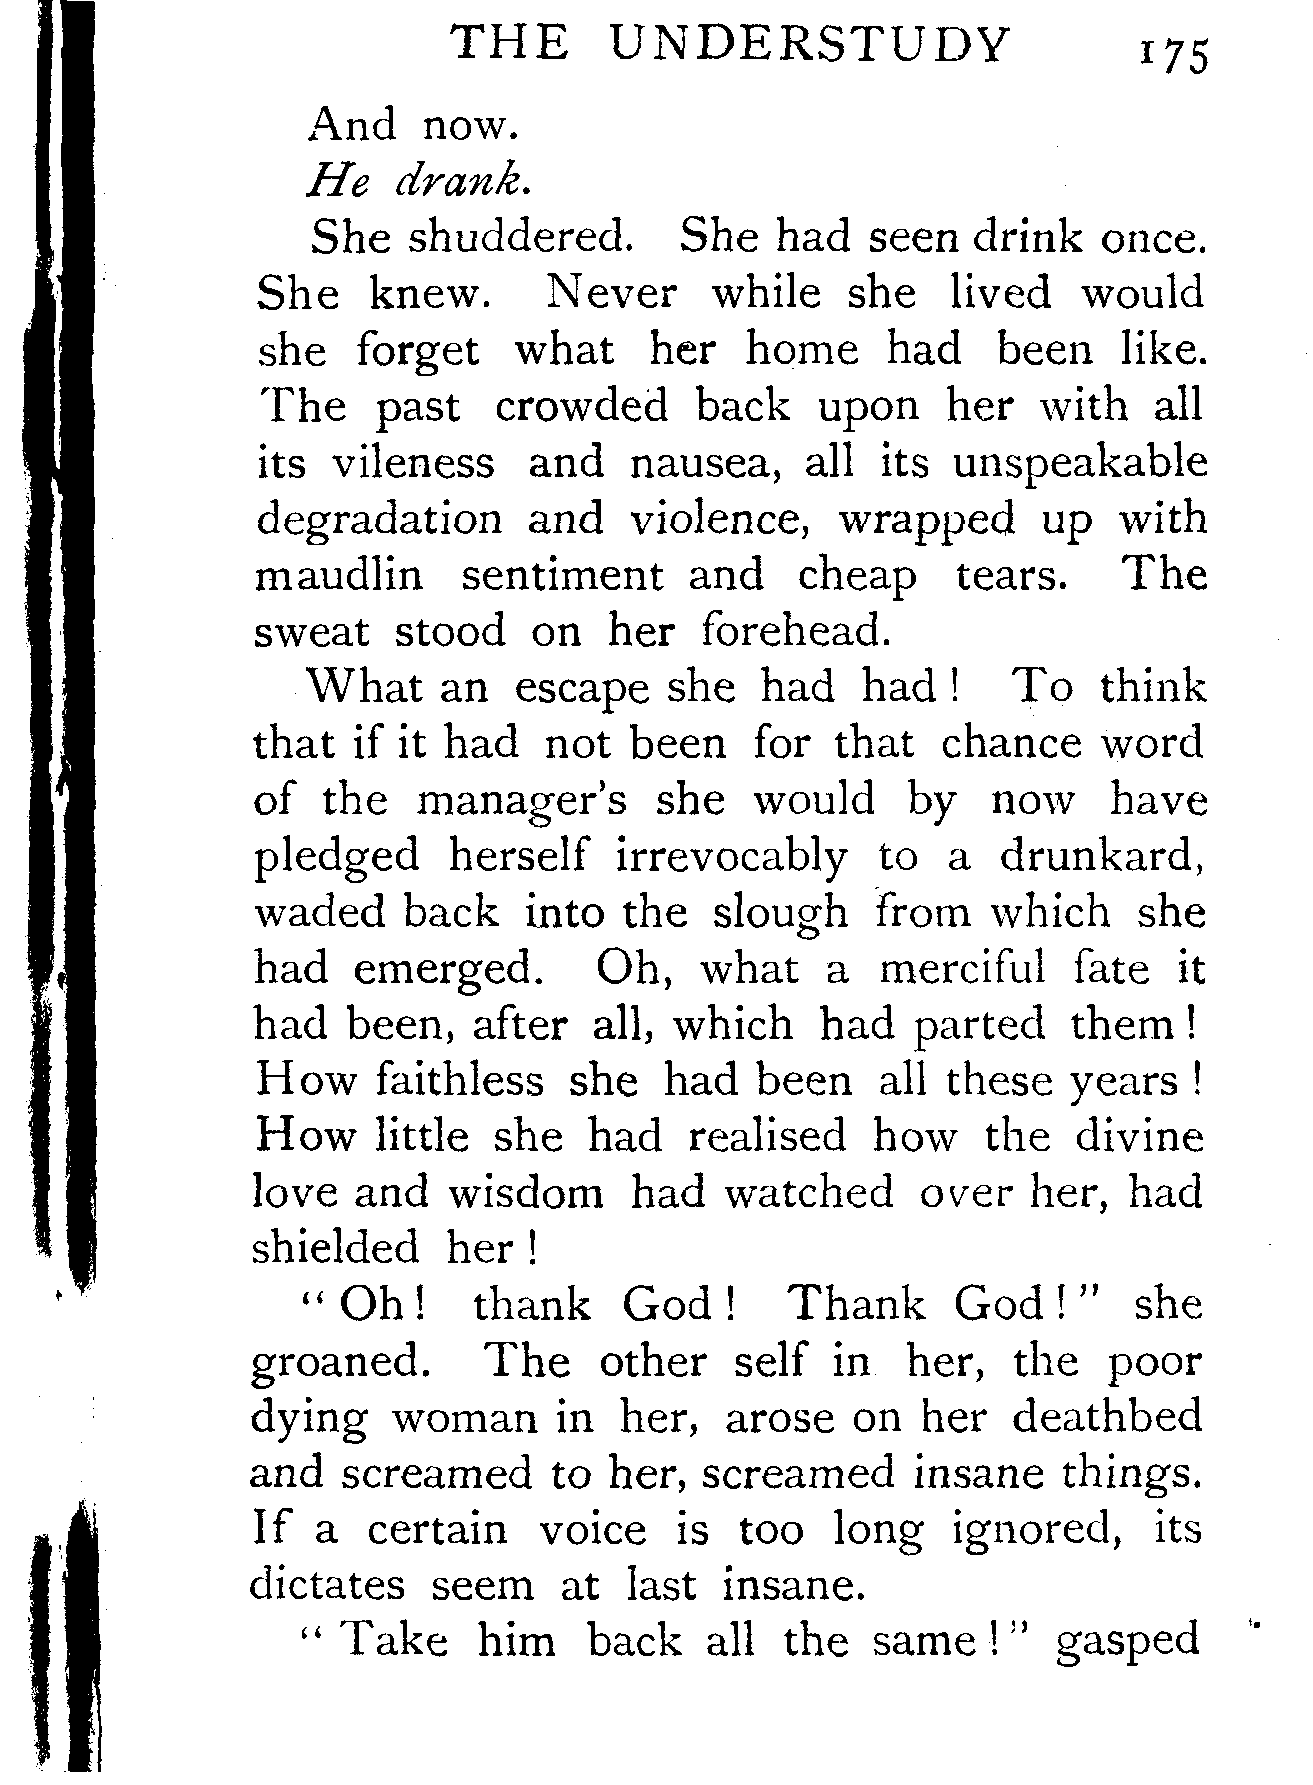 THE UNDERSTUDY 175
And now.
He drank.
She shuddered. She had seen drink once.
She knew. Never while she lived would
she forget what her home had been like.
The past crowded back upon her with all
its vileness and nausea, all its unspeakable
degradation and violence, wrapped up with
maudlin sentiment and cheap tears. The
sweat stood on her forehead.
What an escape she had had! To think
that if it had not been for that chance word
of the manager's she would by now have
pledged herself irrevocably to a drunkard,
waded back into the slough from which she
had emerged. Oh, what a merciful fate it
had been, after all, which had parted them!
How faithless she had been all these years!
How little she had realised how the divine
love and wisdom had watched over her, had
shielded her!
"Oh! thank God! Thank God!" she
groaned. The other self in her, the poor
dying woman in her, arose on her deathbed
and screamed to her, screamed insane things.
If a certain voice is too long ignored, its
dictates seem at last insane.
"Take him back all the same!" gasped